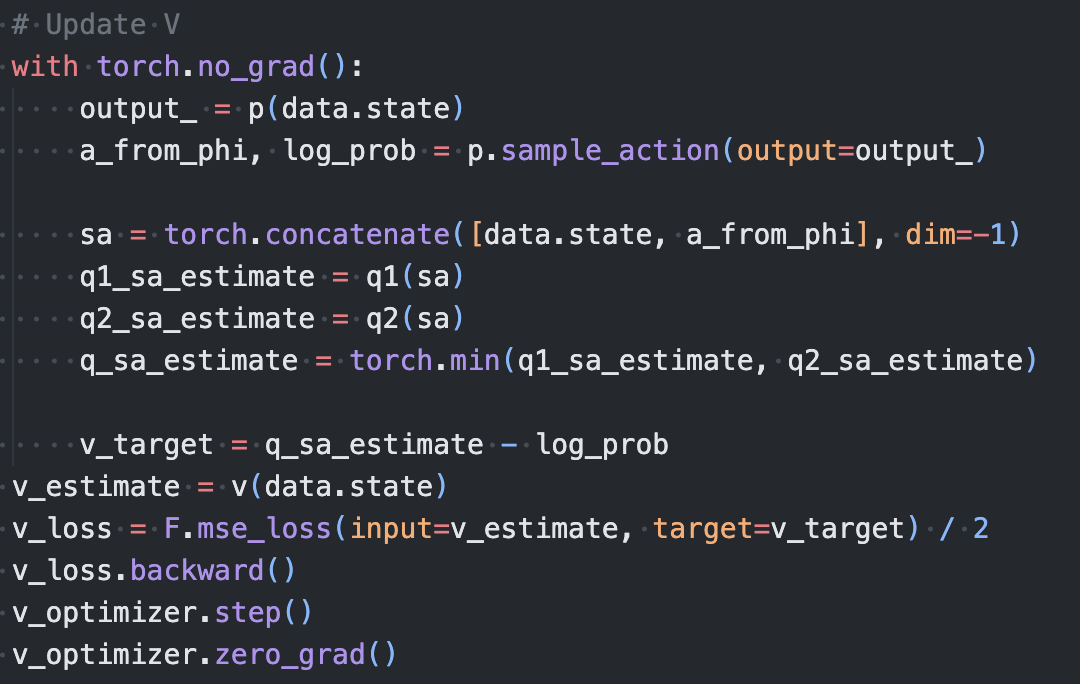 # Update V
with torch.no_grad():
    output_ = p(data.state)
    a_from_phi, log_prob = p.sample_action(output=output_)

    sa = torch.concatenate([data.state, a_from_phi], dim=-1)
    q1_sa_estimate = q1(sa)
    q2_sa_estimate = q2(sa)
    q_sa_estimate = torch.min(q1_sa_estimate, q2_sa_estimate)

    v_target = q_sa_estimate - log_prob
v_estimate = v(data.state)
v_loss = F.mse_loss(input=v_estimate, target=v_target) / 2
v_loss.backward()
v_optimizer.step()
v_optimizer.zero_grad()